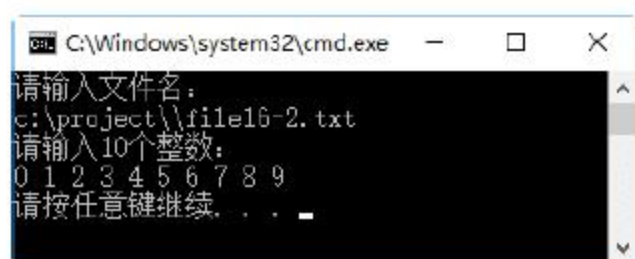 C:\Windows\system32\cmd.exe
请输入文件名：
c:\project\\file16-2.txt
请输入10个整数：
0 1 2 3 4 5 6 7 8 9
请按任意键继续. . .